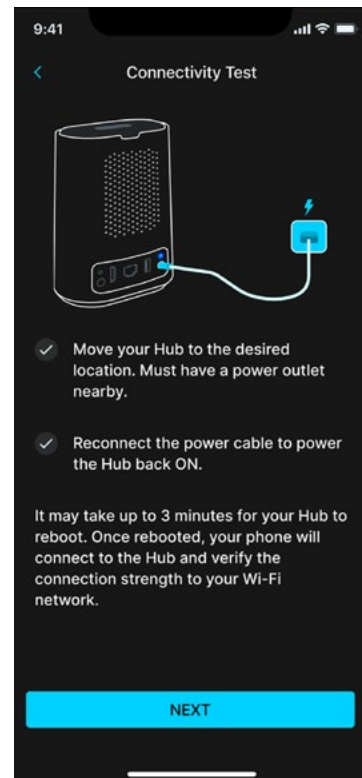 9:41
Connectivity Test
Move your Hub to the desired
location. Must have a power outlet
nearby.
Reconnect the power cable to power
the Hub back ON.
It may take up to 3 minutes for your Hub to
reboot. Once rebooted, your phone will
connect to the Hub and verify the
connection strength to your Wi-Fi
network.
NEXT